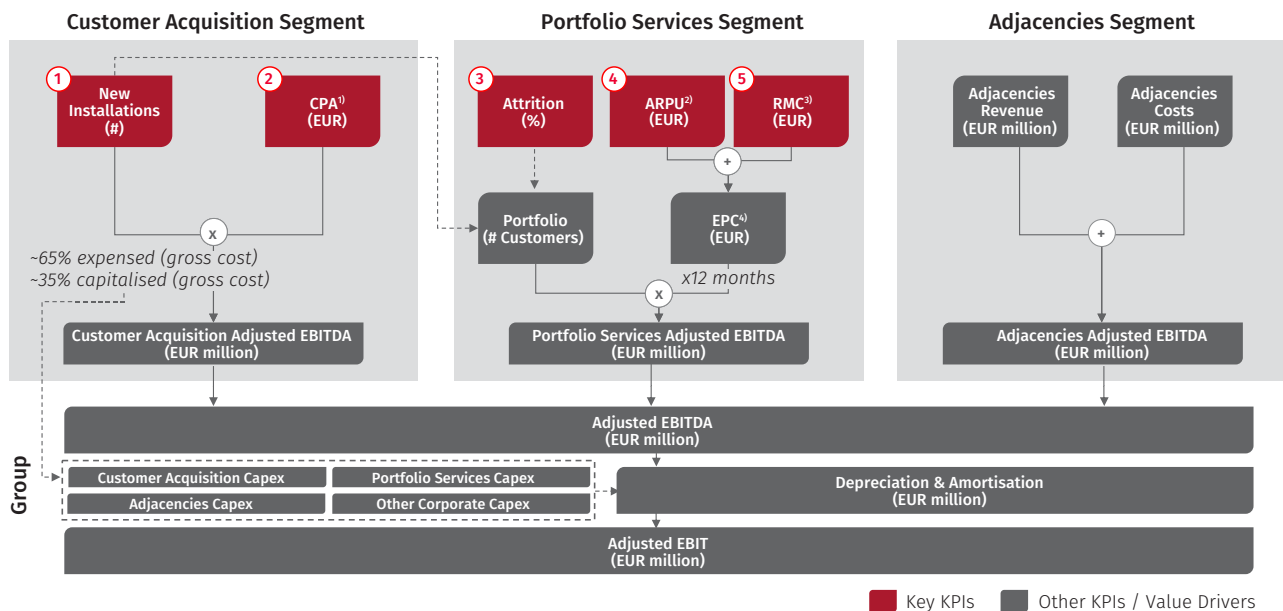 Customer Acquisition Segment
Portfolio Services Segment
Adjacencies Segment
1
New
Installations
(#)
2
CPA1)
(EUR)
3
Attrition
(%)
4
ARPU2)
(EUR)
5
RMC3)
(EUR)
Adjacencies
Revenue
(EUR million)
Adjacencies
Costs
(EUR million)
+
Portfolio
(# Customers)
EPC4)
(EUR)
x
+
~65% expensed (gross cost)
~35% capitalised (gross cost)
x12 months
x
Customer Acquisition Adjusted EBITDA
(EUR million)
Portfolio Services Adjusted EBITDA
(EUR million)
Adjacencies Adjusted EBITDA
(EUR million)
Group
Adjusted EBITDA
(EUR million)
Customer Acquisition Capex
Portfolio Services Capex
Adjacencies Capex
Other Corporate Capex
Depreciation & Amortisation
(EUR million)
Adjusted EBIT
(EUR million)
Key KPIs
Other KPIs / Value Drivers